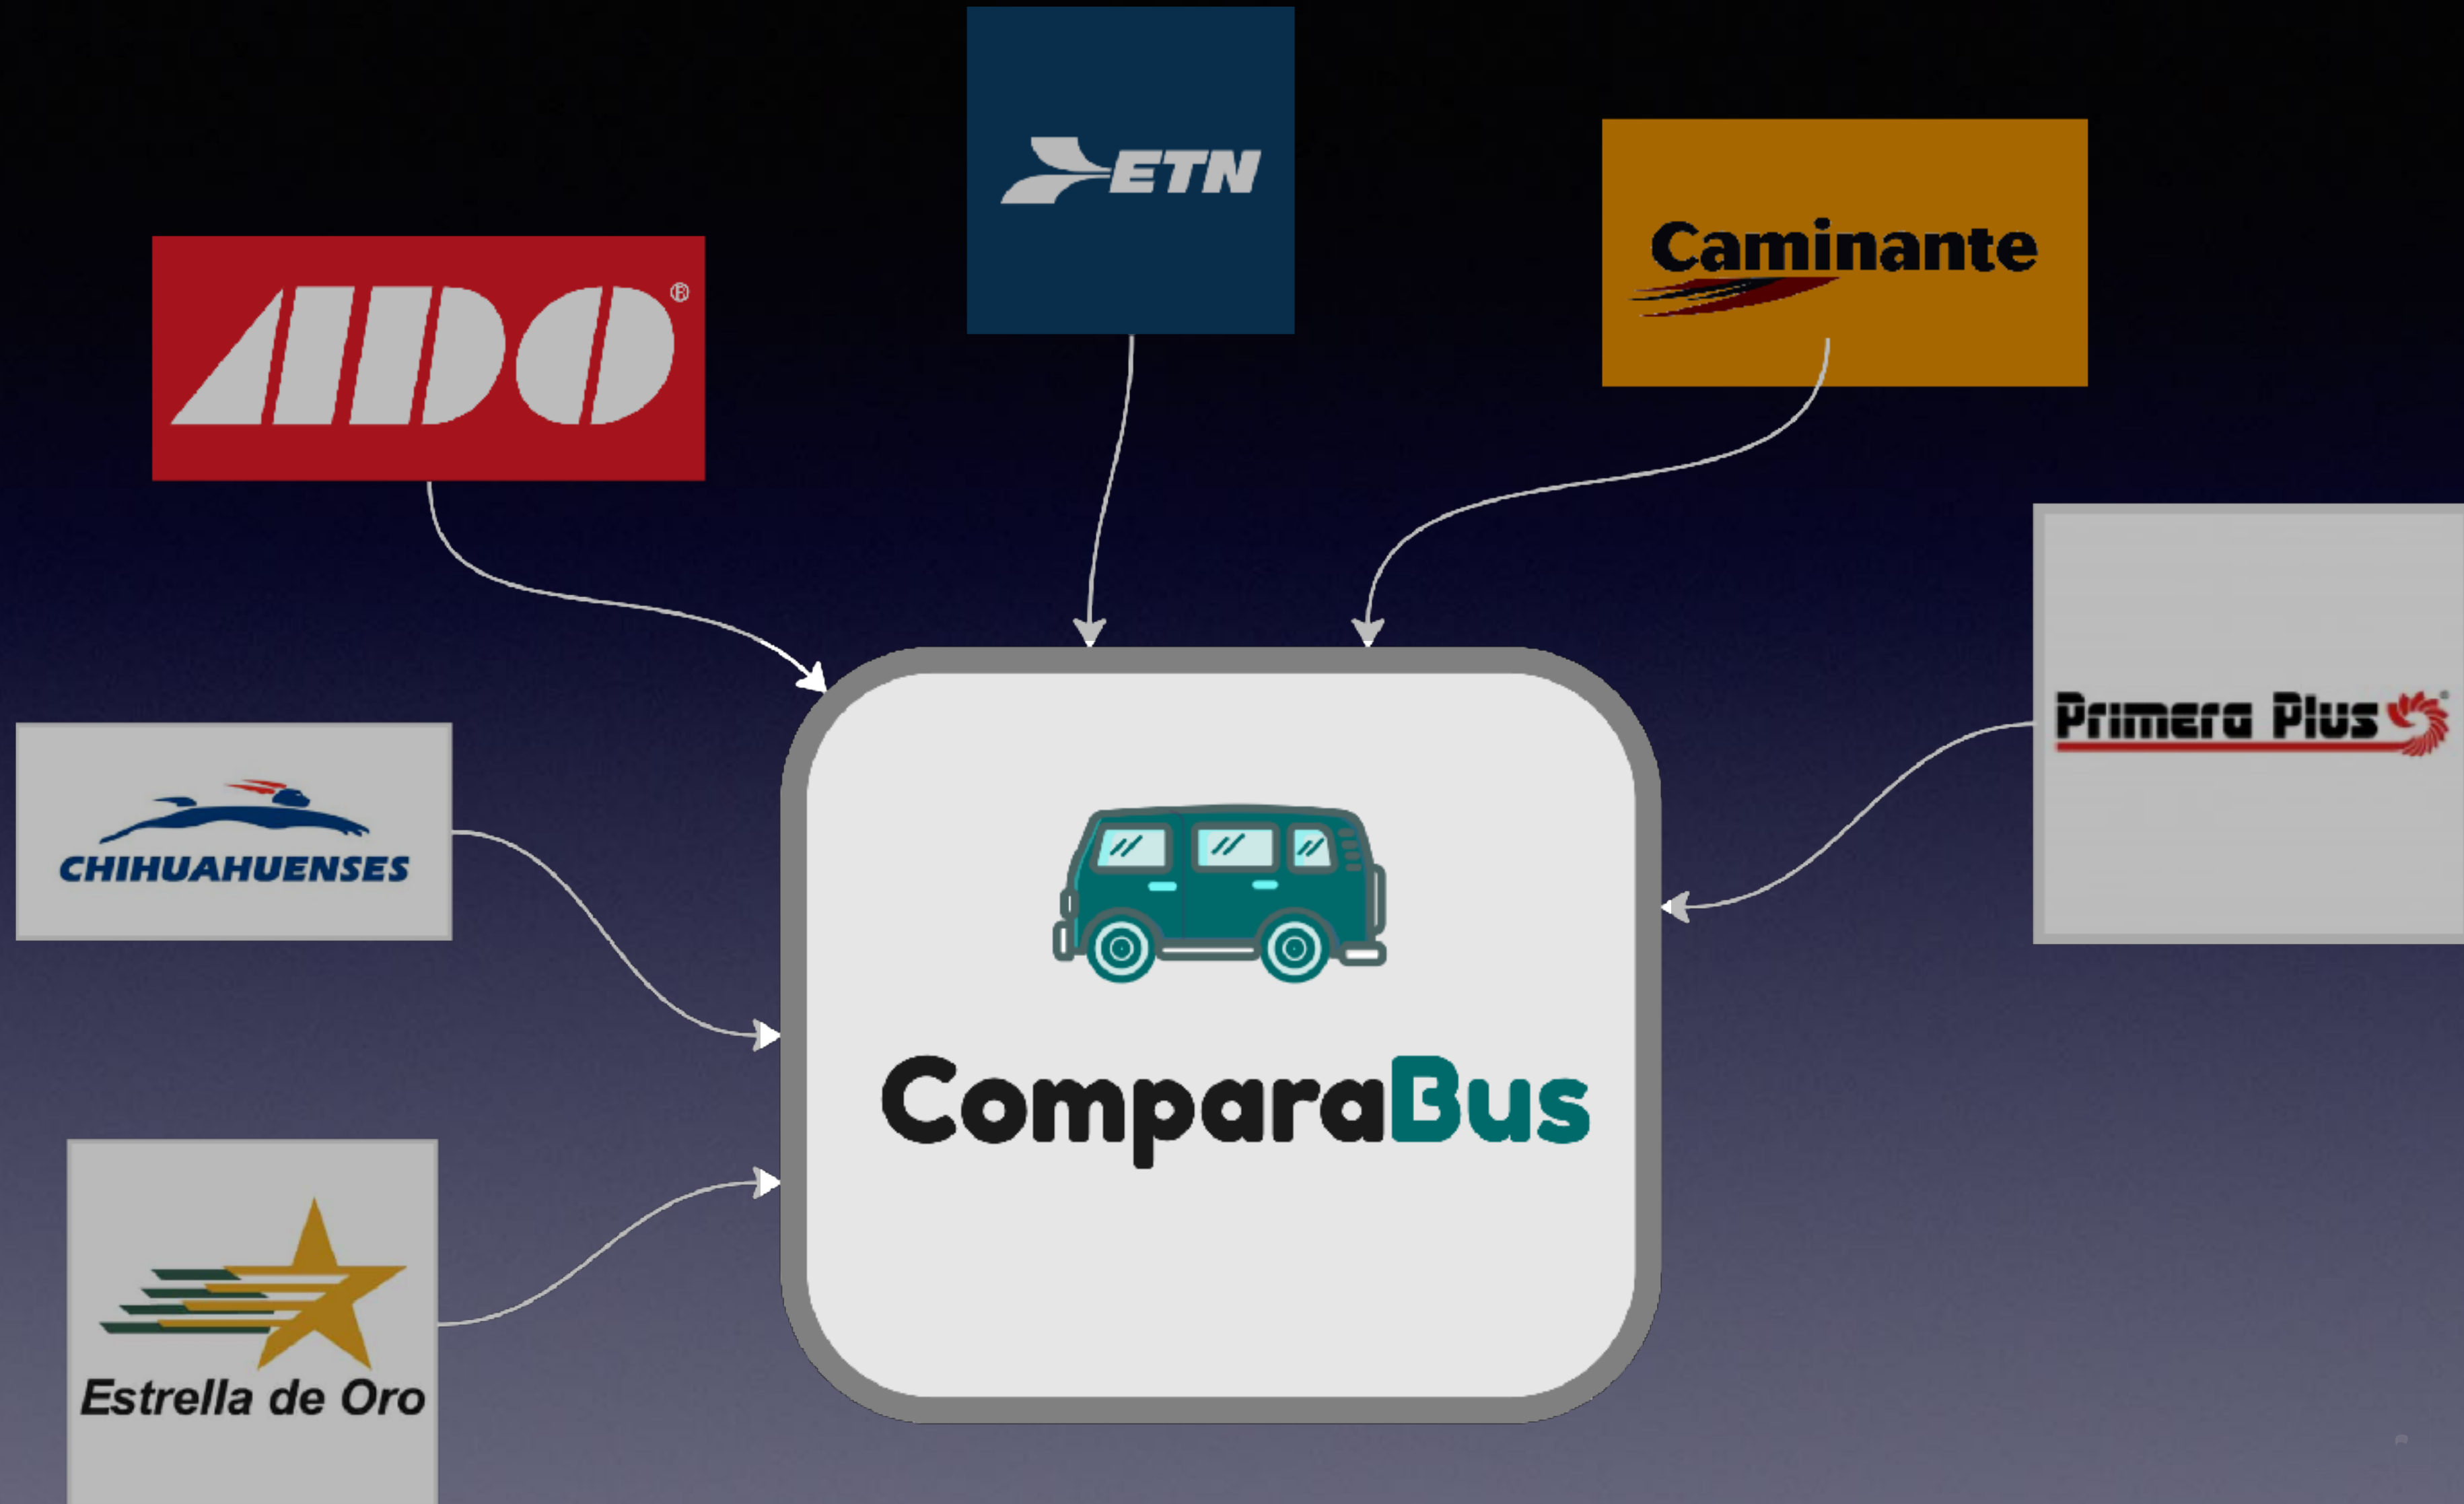 ETN
Caminante
ADO®
Primera Plus
CHIHUAHUENSES
ComparaBus
Estrella de Oro